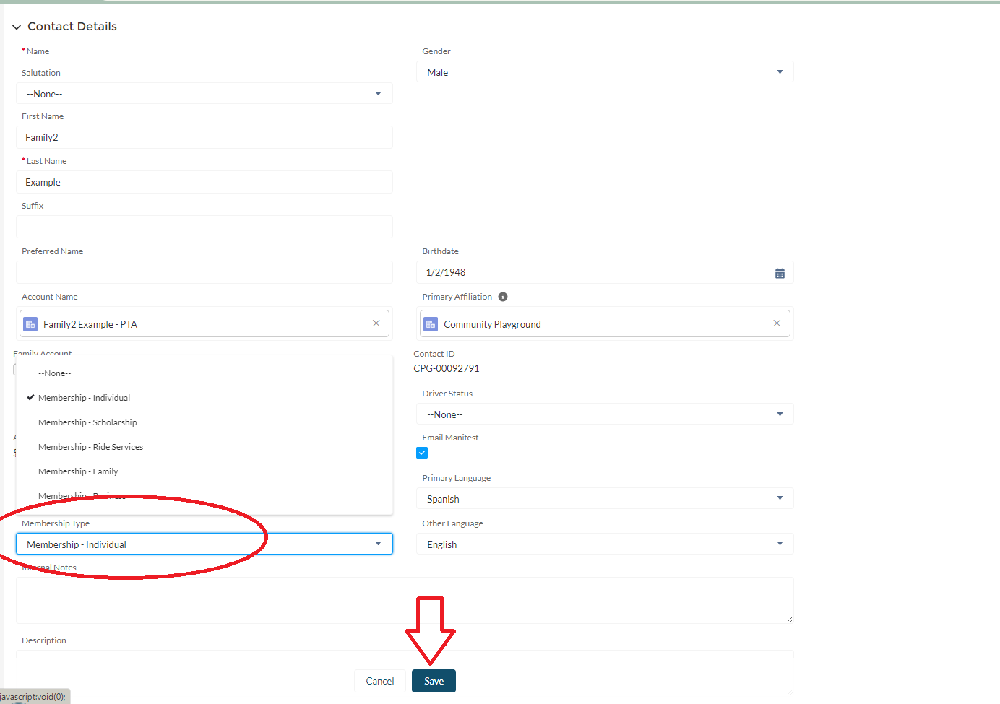 Contact Details
* Name
Gender
Male
Salutation
--None--
First Name
Family2
* Last Name
Example
Suffix
Preferred Name
Birthdate
1/2/1948
Account Name
Primary Affiliation
Family2 Example - PTA
Community Playground
Family Account
Contact ID
CPG-00092791
--None--
Membership - Individual
Membership - Scholarship
Membership - Ride Services
Membership - Family
Membership - Business
Driver Status
--None--
Email Manifest
Primary Language
Spanish
Membership Type
Other Language
Membership - Individual
English
Internal Notes
Description
Cancel
Save
javascript:void(0);